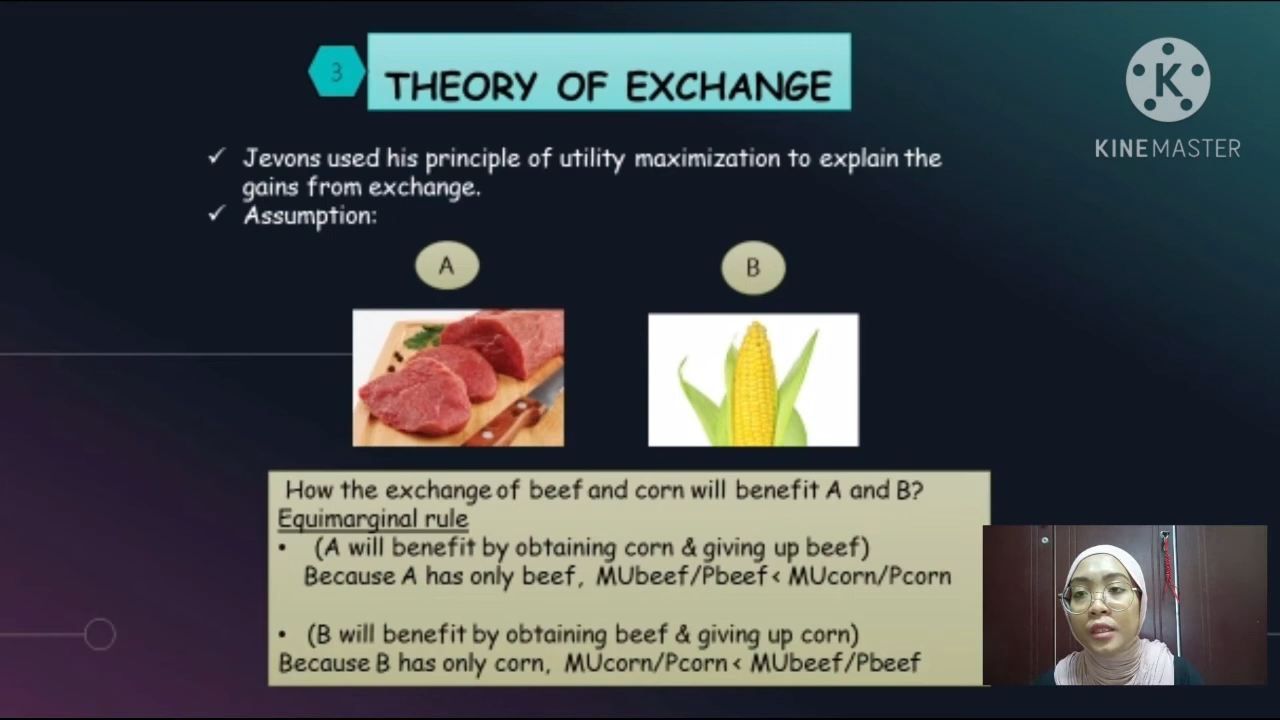 3
THEORY OF EXCHANGE
K
KINEMASTER
✓ Jevons used his principle of utility maximization to explain the
gains from exchange.
✓ Assumption:
A
B
How the exchange of beef and corn will benefit A and B?
Equimarginal rule
• (A will benefit by obtaining corn & giving up beef)
Because A has only beef, MUbeef/Pbeef < MUcorn/Pcorn
• (B will benefit by obtaining beef & giving up corn)
Because B has only corn, MUcorn/Pcorn < MUbeef/Pbeef